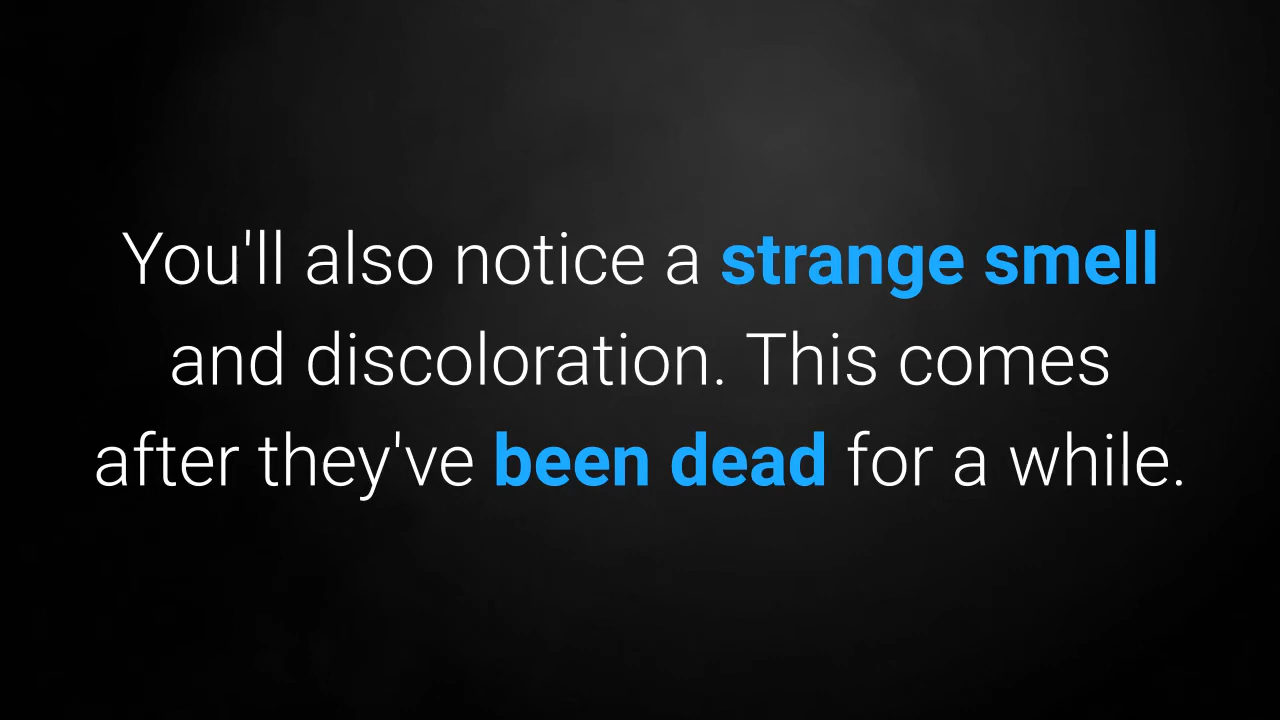 You'll also notice a strange smell
and discoloration. This comes
after they've been dead for a while.